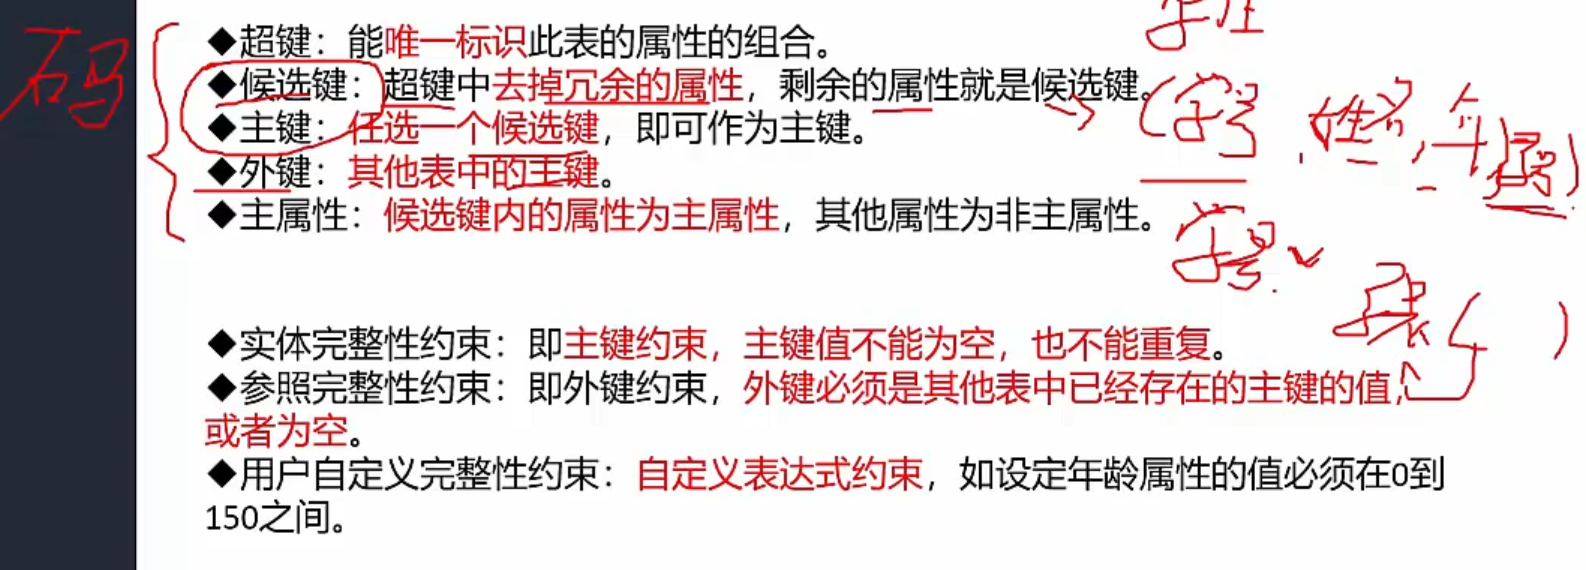 码
◆超键：能唯一标识此表的属性的组合。
◆候选键：超键中去掉冗余的属性，剩余的属性就是候选键。
(学号，姓名，
◆主键：任选一个候选键，即可作为主键。
◆外键：其他表中的主键。
◆主属性：候选键内的属性为主属性，其他属性为非主属性。
学号
◆实体完整性约束：即主键约束，主键值不能为空，也不能重复。
◆参照完整性约束：即外键约束，外键必须是其他表中已经存在的主键的值，
或者为空。
◆用户自定义完整性约束：自定义表达式约束，如设定年龄属性的值必须在0到
150之间。